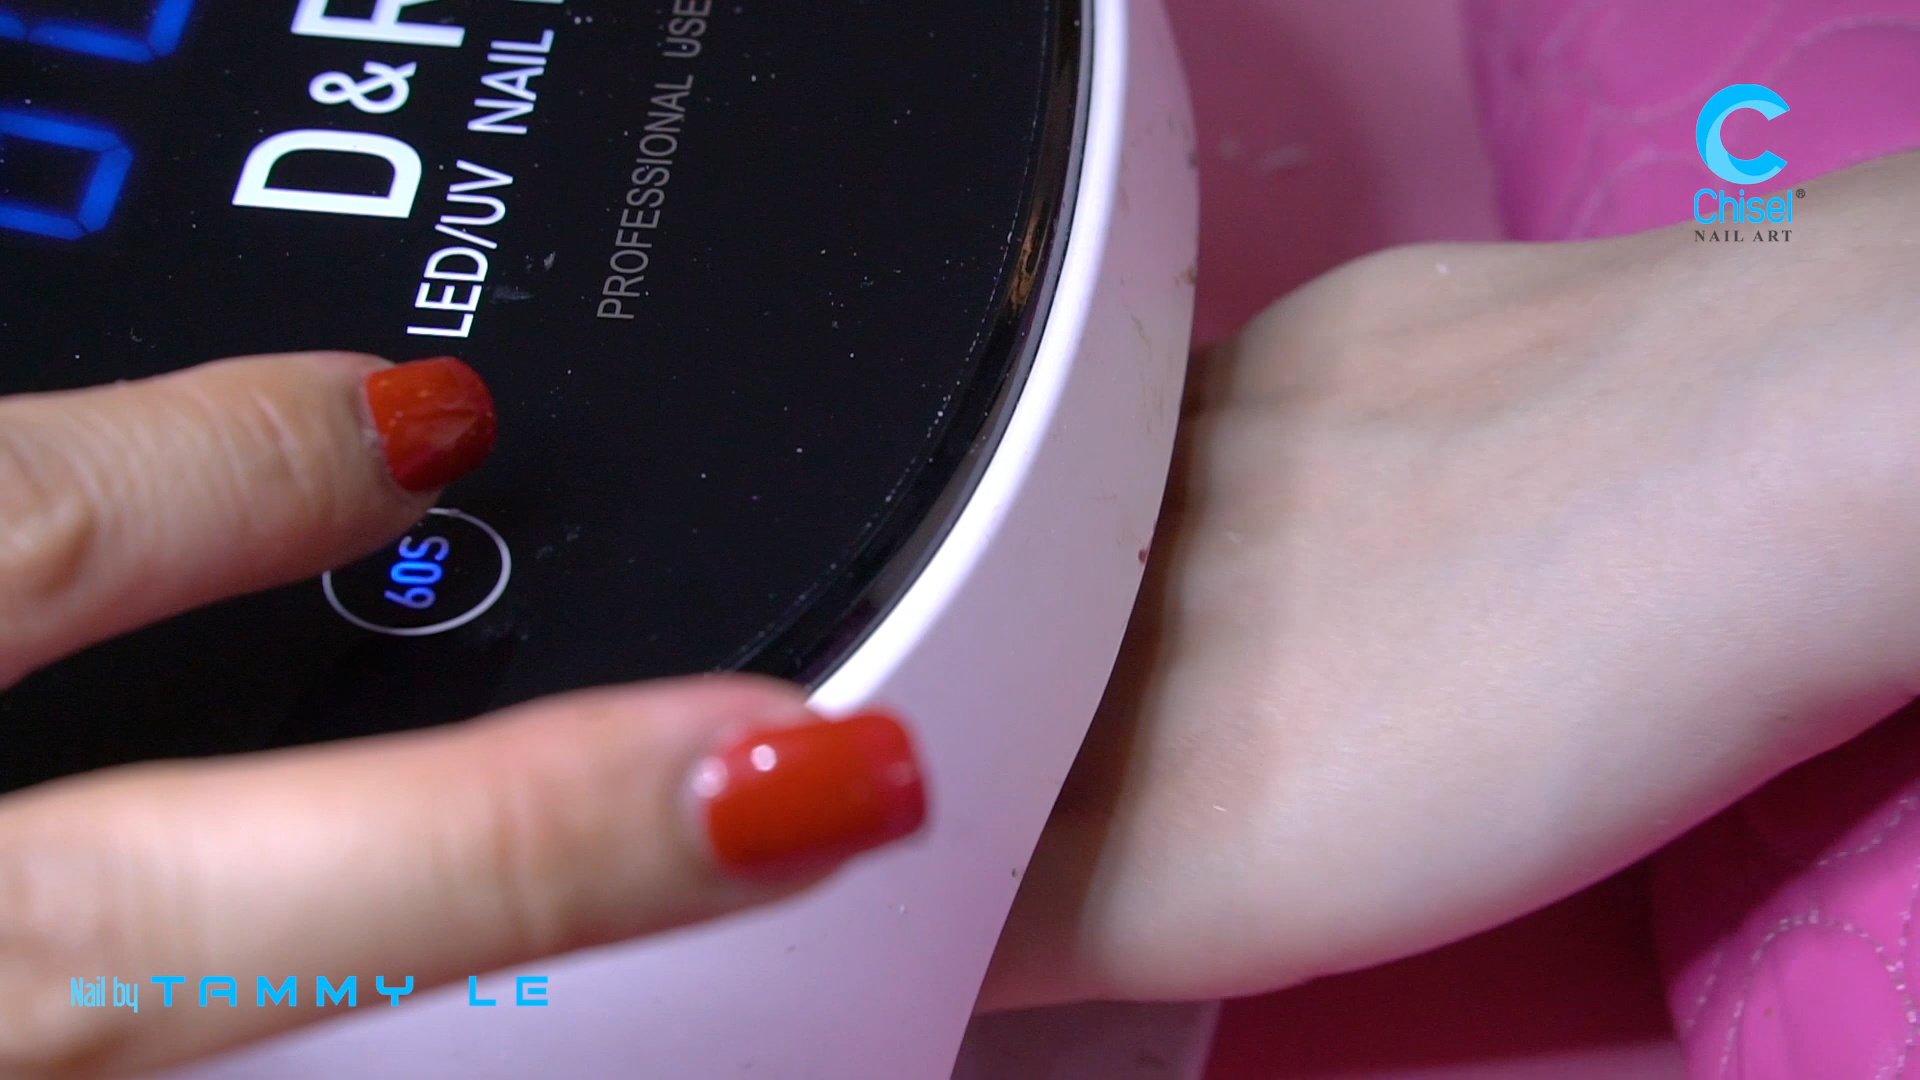 D&
LED/UV NAIL
PROFESSIONAL USE
60S
Chisel®
NAIL ART
Nail by TAMMY LE